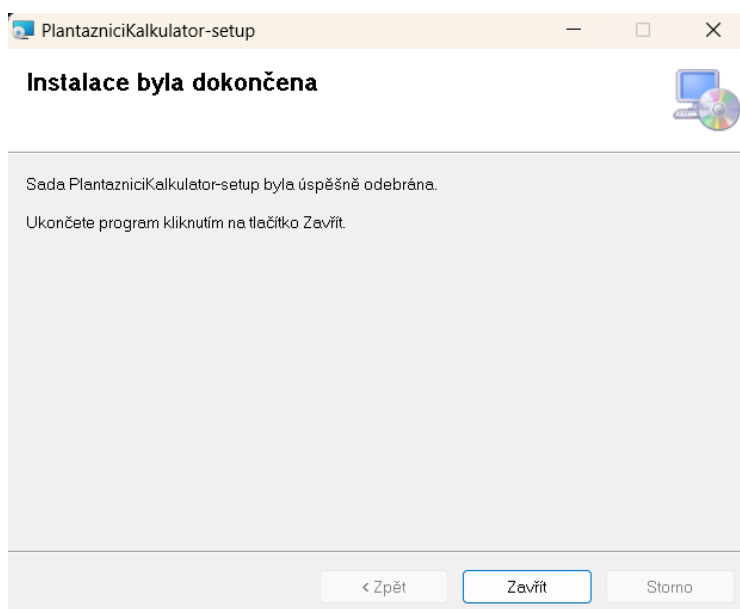 PlantazniciKalkulator-setup
Instalace byla dokončena
Sada PlantazniciKalkulator-setup byla úspěšně odebrána.
Ukončete program kliknutím na tlačítko Zavřít.
< Zpět
Zavřít
Storno